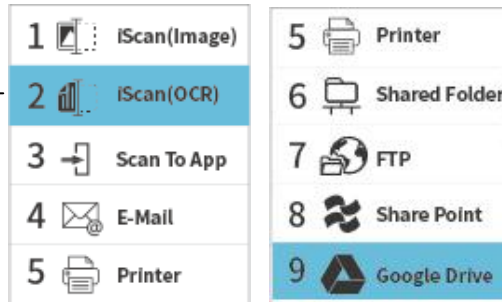 1 iScan(Image)
2 iScan(OCR)
3 Scan To App
4 E-Mail
5 Printer
5 Printer
6 Shared Folder
7 FTP
8 Share Point
9 Google Drive